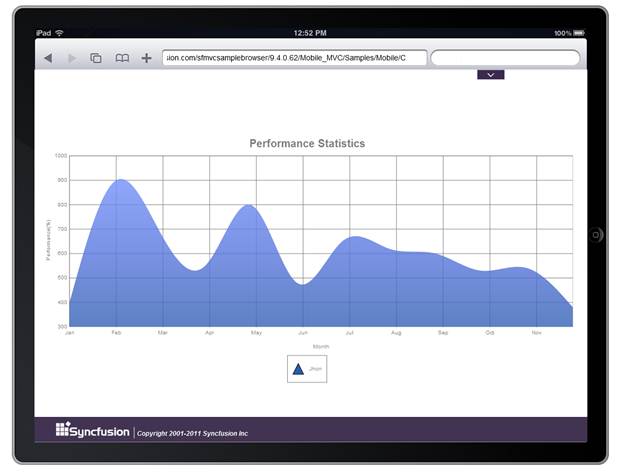 iPad 12:52 PM 100%
sion.com/sfmvcsamplebrowser/9.4.0.62/Mobile_MVC/Samples/Mobile/C
Performance Statistics
1000
900
800
700
600
500
400
300
Performance(%)
Jan Feb Mar Apr May Jun Jul Aug Sep Oct Nov
Month
Jhon
Syncfusion | Copyright 2001-2011 Syncfusion Inc